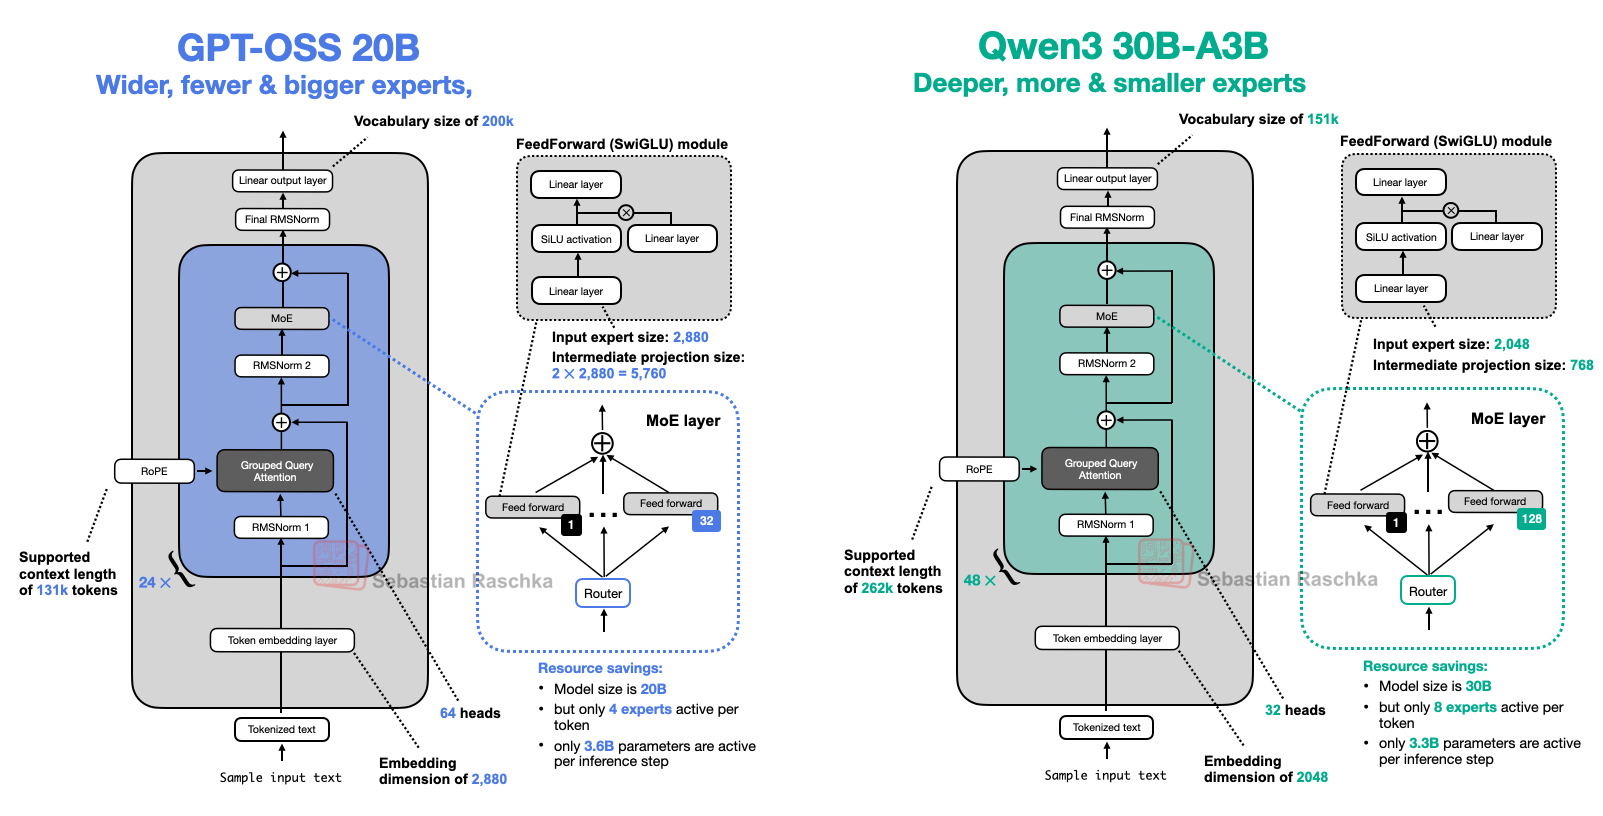 GPT-OSS 20B
Wider, fewer & bigger experts,
Vocabulary size of 200k
FeedForward (SwiGLU) module
Linear output layer
Linear layer
Final RMSNorm
SiLU activation
Linear layer
Linear layer
MoE
Input expert size: 2,880
Intermediate projection size:
2 × 2,880 = 5,760
RMSNorm 2
MoE layer
RoPE
Grouped Query
Attention
Feed forward
1
...
Feed forward
32
RMSNorm 1
Supported
context length
of 131k tokens
24 ×
Sebastian Raschka
Router
Token embedding layer
Resource savings:
• Model size is 20B
• but only 4 experts active per
token
• only 3.6B parameters are active
per inference step
64 heads
Tokenized text
Embedding
dimension of 2,880
Sample input text
Qwen3 30B-A3B
Deeper, more & smaller experts
Vocabulary size of 151k
FeedForward (SwiGLU) module
Linear output layer
Linear layer
Final RMSNorm
SiLU activation
Linear layer
Linear layer
MoE
Input expert size: 2,048
Intermediate projection size: 768
RMSNorm 2
MoE layer
RoPE
Grouped Query
Attention
Feed forward
1
...
Feed forward
128
RMSNorm 1
Supported
context length
of 262k tokens
48 ×
Sebastian Raschka
Router
Token embedding layer
Resource savings:
• Model size is 30B
• but only 8 experts active per
token
• only 3.3B parameters are active
per inference step
32 heads
Tokenized text
Embedding
dimension of 2048
Sample input text